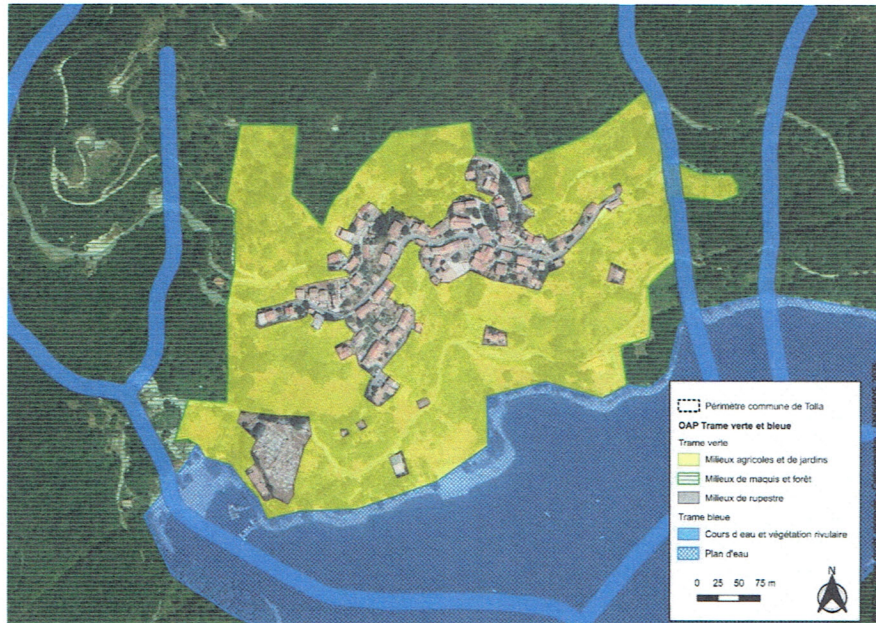 Périmètre commune de Tolla
OAP Trame verte et bleue
Trame verte
Milieux agricoles et de jardins
Milieux de maquis et forêt
Milieux de rupestre
Trame bleue
Cours d eau et végétation rivulaire
Plan d'eau
0 25 50 75 m
N